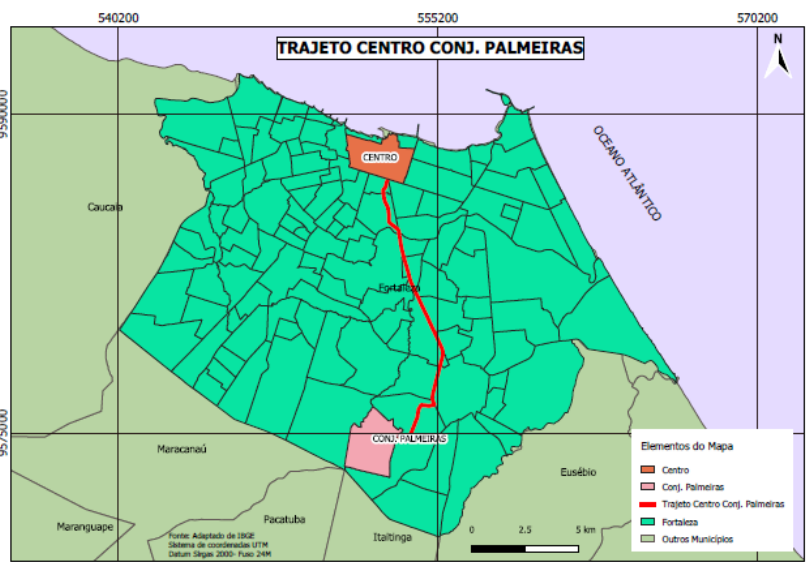 540200
555200
570200
TRAJETO CENTRO CONJ. PALMEIRAS
N
9590000
CENTRO
OCEANO ATLÂNTICO
Caucaia
Fortaleza
9575000
CONJ. PALMEIRAS
Maracanaú
Eusébio
Maranguape
Pacatuba
Itaitinga
Fonte: Adaptado de IBGE
Sistema de coordenadas UTM
Datum Sirgas 2000- Fuso 24M
0 2.5 5 km
Elementos do Mapa
Centro
Conj. Palmeiras
Trajeto Centro Conj. Palmeiras
Fortaleza
Outros Municípios